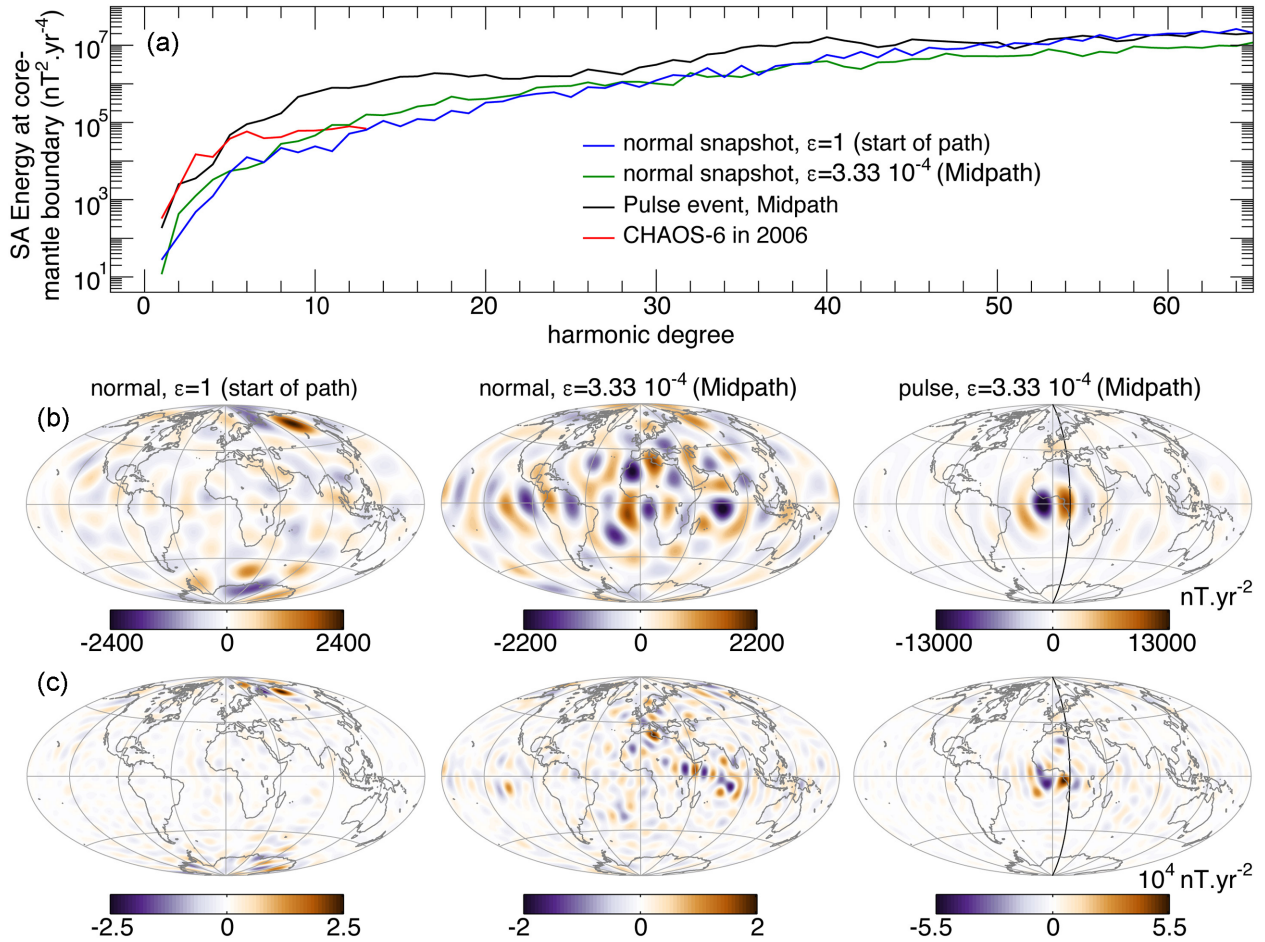 (a)
SA Energy at core-
mantle boundary (nT².yr⁻⁴)
10⁷
10⁵
10³
10¹
normal snapshot, ε=1 (start of path)
normal snapshot, ε=3.33 10⁻⁴ (Midpath)
Pulse event, Midpath
CHAOS-6 in 2006
0 10 20 30 40 50 60
harmonic degree
(b)
normal, ε=1 (start of path) normal, ε=3.33 10⁻⁴ (Midpath) pulse, ε=3.33 10⁻⁴ (Midpath)
nT.yr⁻²
-2400 0 2400 -2200 0 2200 -13000 0 13000
(c)
10⁴ nT.yr⁻²
-2.5 0 2.5 -2 0 2 -5.5 0 5.5